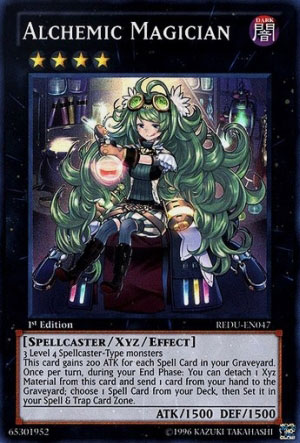 ALCHEMIC MAGICIAN
DARK
闇
1st Edition
REDU-EN047
[SPELLCASTER/XYZ/EFFECT]
3 Level 4 Spellcaster-Type monsters
This card gains 200 ATK for each Spell Card in your Graveyard.
Once per turn, during your End Phase: You can detach 1 Xyz
Material from this card and send 1 card from your hand to the
Graveyard; choose 1 Spell Card from your Deck, then Set it in
your Spell & Trap Card Zone.
ATK/1500 DEF/1500
65301952
©1996 KAZUKI TAKAHASHI